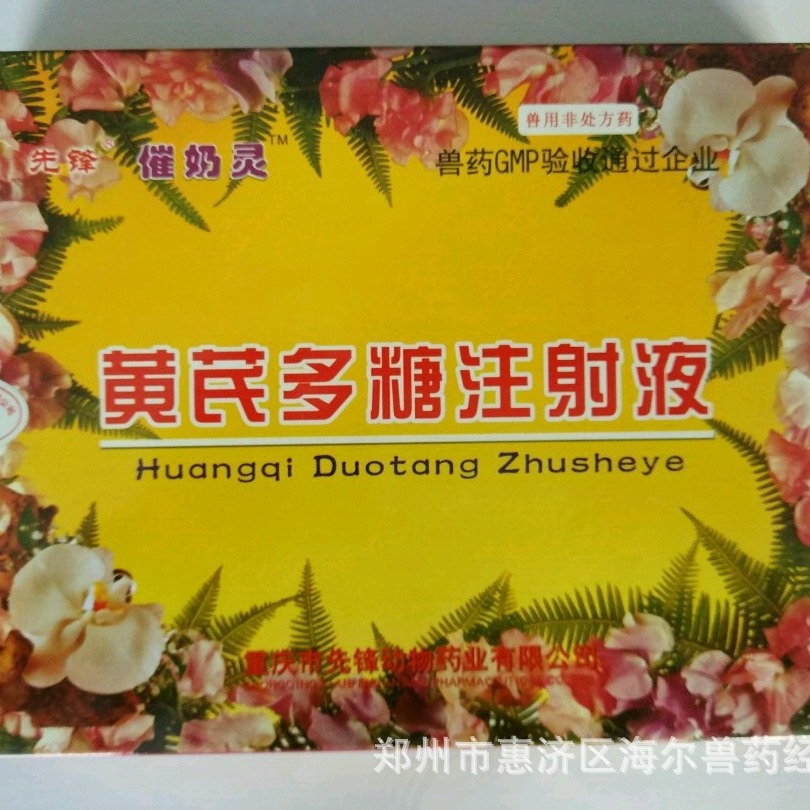 兽用非处方药
先锋® 催奶灵™
兽药GMP验收通过企业
黄芪多糖注射液
Huangqi Duotang Zhusheye
重庆市先锋动物药业有限公司
郑州市惠济区海尔兽药经